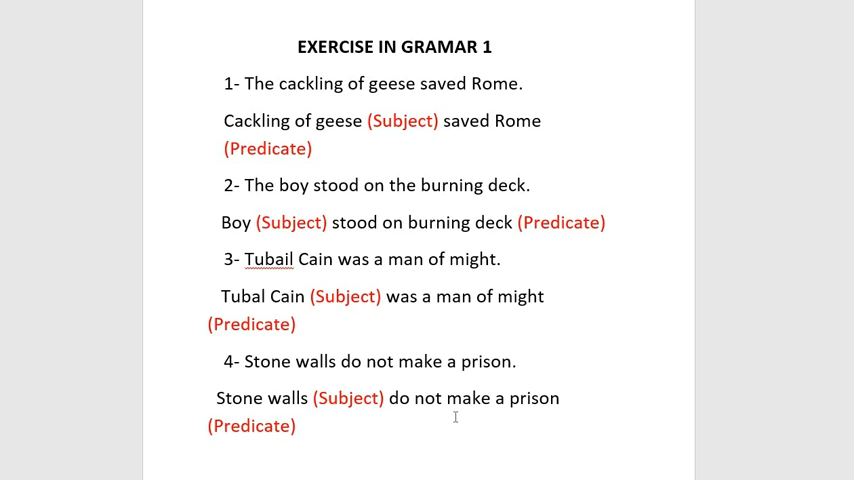 EXERCISE IN GRAMAR 1
1- The cackling of geese saved Rome.
Cackling of geese (Subject) saved Rome
(Predicate)
2- The boy stood on the burning deck.
Boy (Subject) stood on burning deck (Predicate)
3- Tubail Cain was a man of might.
Tubal Cain (Subject) was a man of might
(Predicate)
4- Stone walls do not make a prison.
Stone walls (Subject) do not make a prison
(Predicate)